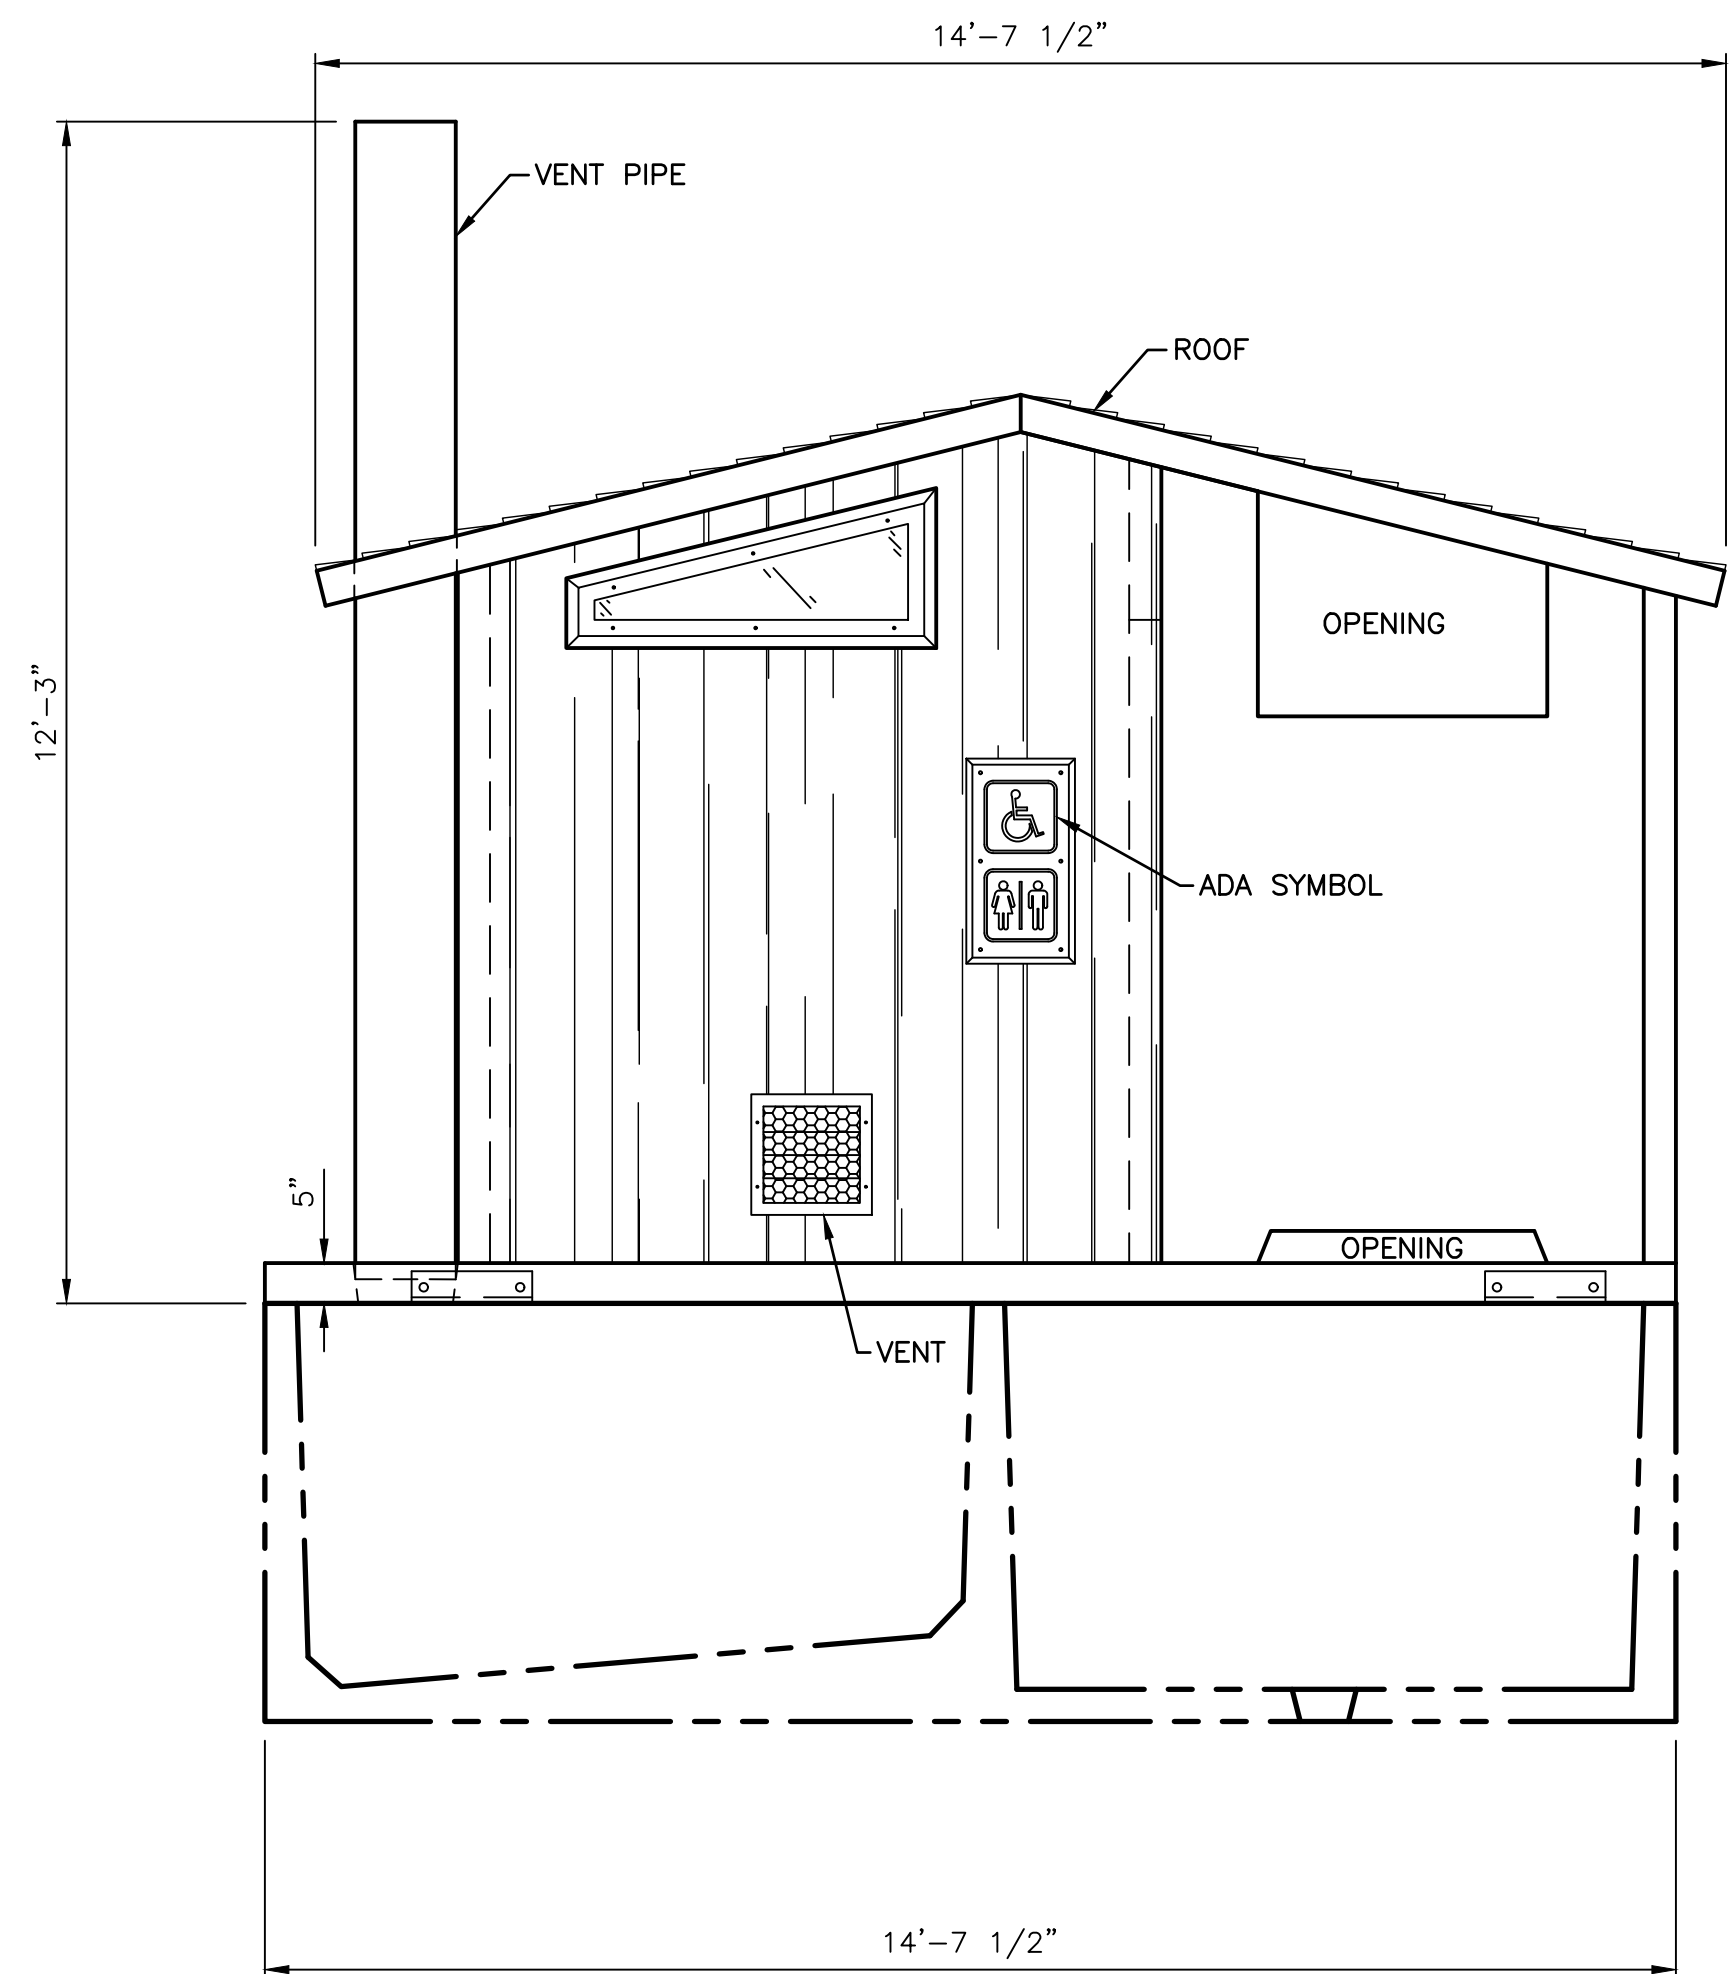 14'-7 1/2"
VENT PIPE
ROOF
OPENING
12'-3"
ADA SYMBOL
5"
OPENING
VENT
14'-7 1/2"